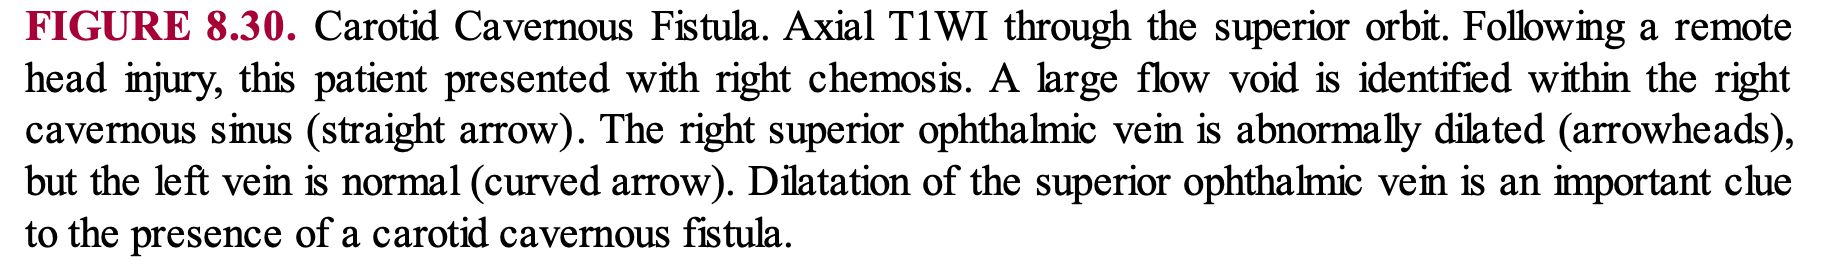 FIGURE 8.30. Carotid Cavernous Fistula. Axial T1WI through the superior orbit. Following a remote
head injury, this patient presented with right chemosis. A large flow void is identified within the right
cavernous sinus (straight arrow). The right superior ophthalmic vein is abnormally dilated (arrowheads),
but the left vein is normal (curved arrow). Dilatation of the superior ophthalmic vein is an important clue
to the presence of a carotid cavernous fistula.